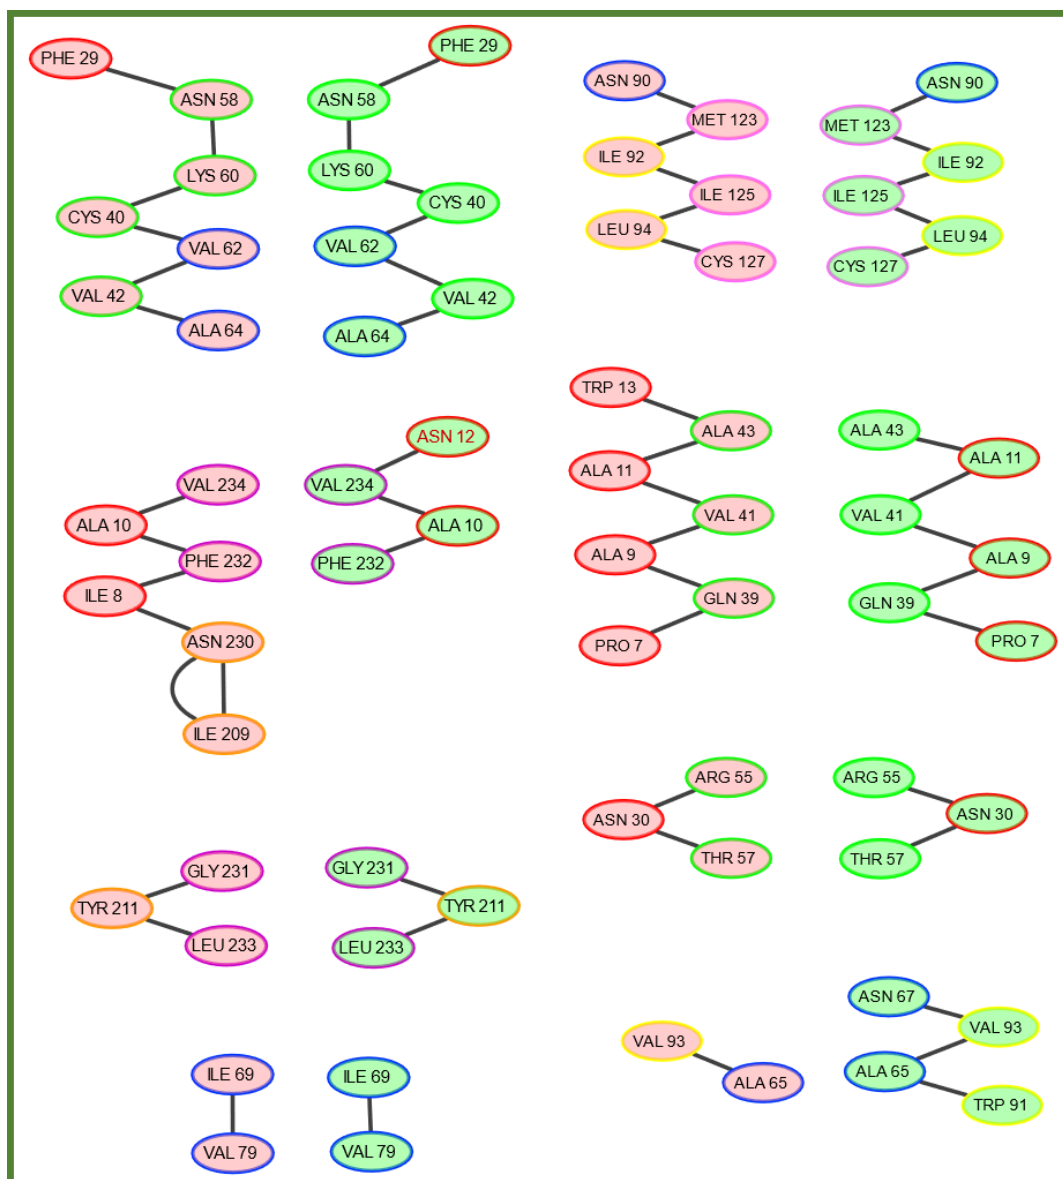 PHE 29
ASN 58
LYS 60
CYS 40
VAL 62
VAL 42
ALA 64
PHE 29
ASN 58
LYS 60
CYS 40
VAL 62
VAL 42
ALA 64
ASN 90
MET 123
ILE 92
ILE 125
LEU 94
CYS 127
ASN 90
MET 123
ILE 92
ILE 125
LEU 94
CYS 127
VAL 234
ALA 10
PHE 232
ILE 8
ASN 230
ILE 209
ASN 12
VAL 234
ALA 10
PHE 232
TRP 13
ALA 43
ALA 11
VAL 41
ALA 9
GLN 39
PRO 7
ALA 43
ALA 11
VAL 41
ALA 9
GLN 39
PRO 7
ARG 55
ASN 30
THR 57
ARG 55
ASN 30
THR 57
GLY 231
TYR 211
LEU 233
GLY 231
TYR 211
LEU 233
VAL 93
ALA 65
ASN 67
VAL 93
ALA 65
TRP 91
ILE 69
VAL 79
ILE 69
VAL 79